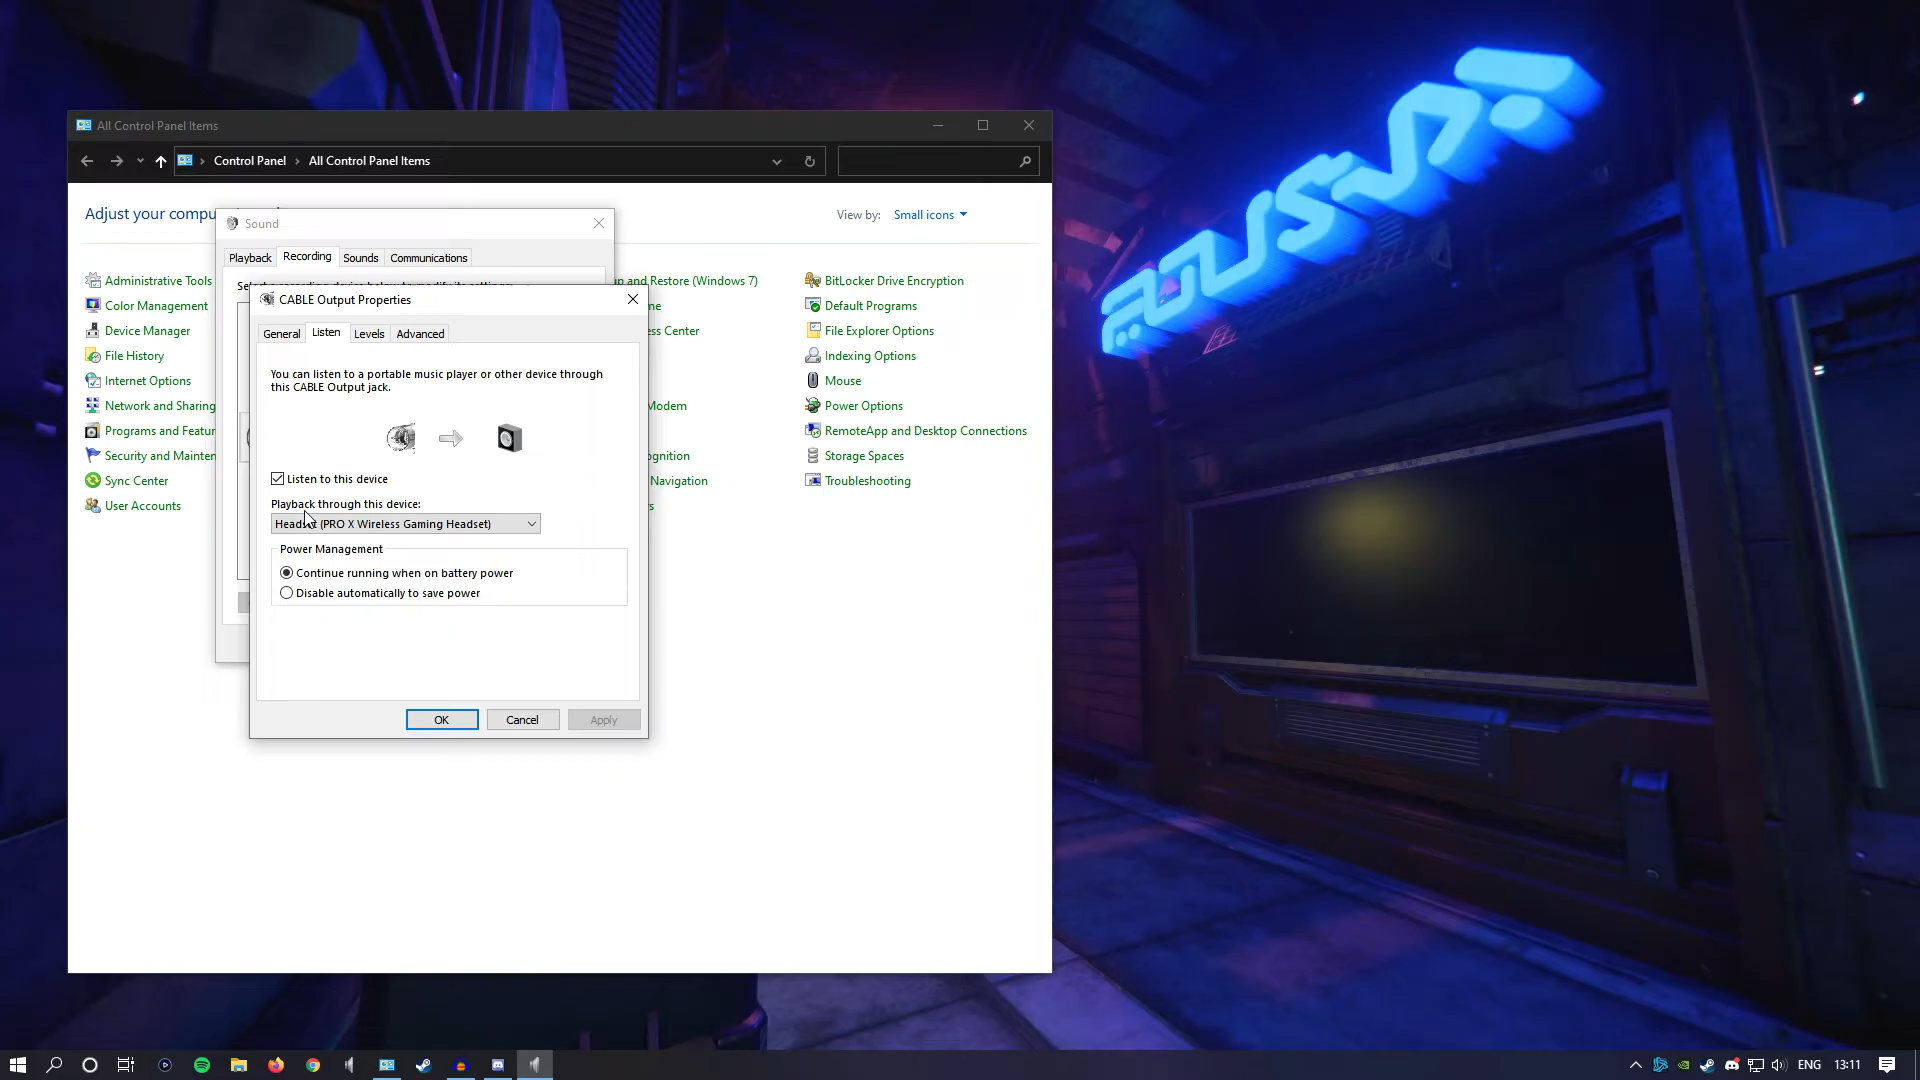 All Control Panel Items
Control Panel
All Control Panel Items
Adjust your compu
View by:
Small icons
Sound
Playback
Recording
Sounds
Communications
CABLE Output Properties
General
Listen
Levels
Advanced
You can listen to a portable music player or other device through
this CABLE Output jack.
Listen to this device
Playback through this device:
Headset (PRO X Wireless Gaming Headset)
Power Management
Continue running when on battery power
Disable automatically to save power
OK
Cancel
Apply
Administrative Tools
Color Management
Device Manager
File History
Internet Options
Network and Sharing
Programs and Featur
Security and Mainten
Sync Center
User Accounts
up and Restore (Windows 7)
me
ess Center
Modem
ognition
Navigation
s
BitLocker Drive Encryption
Default Programs
File Explorer Options
Indexing Options
Mouse
Power Options
RemoteApp and Desktop Connections
Storage Spaces
Troubleshooting
ENG
13:11